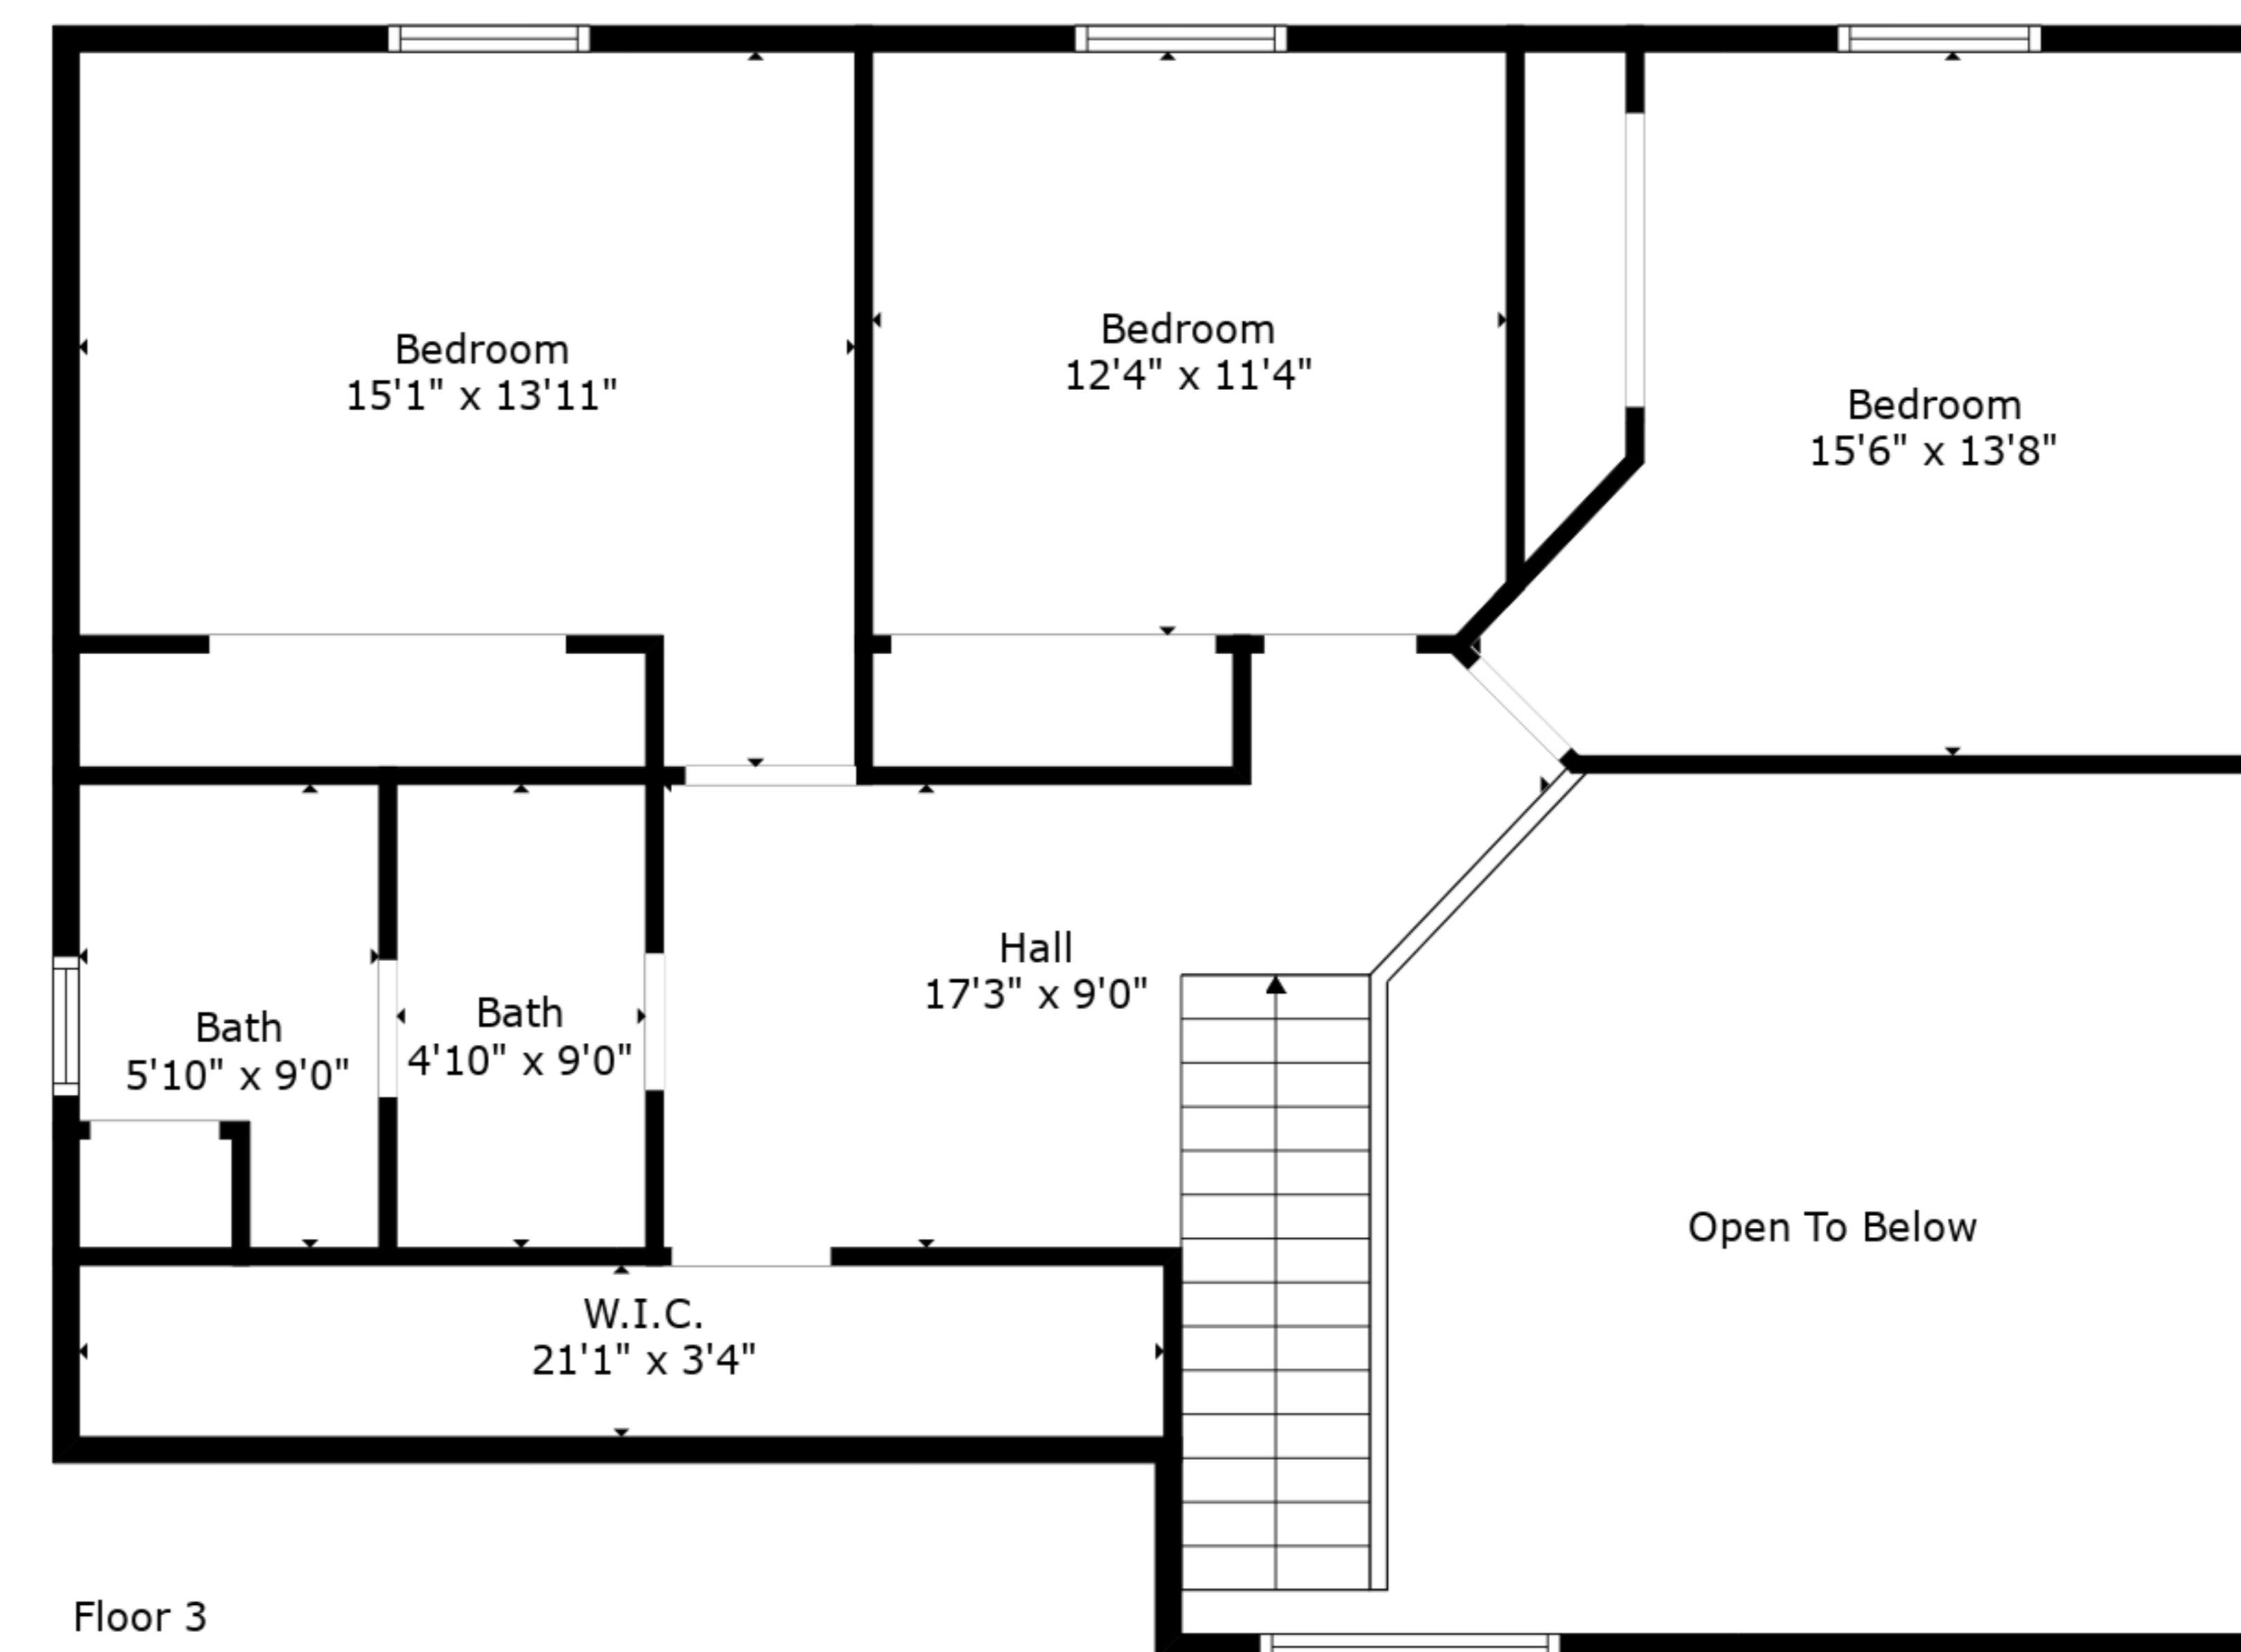 Bedroom
15'1" x 13'11"
Bedroom
12'4" x 11'4"
Bedroom
15'6" x 13'8"
Hall
17'3" x 9'0"
Bath
5'10" x 9'0"
Bath
4'10" x 9'0"
Open To Below
W.I.C.
21'1" x 3'4"
Floor 3